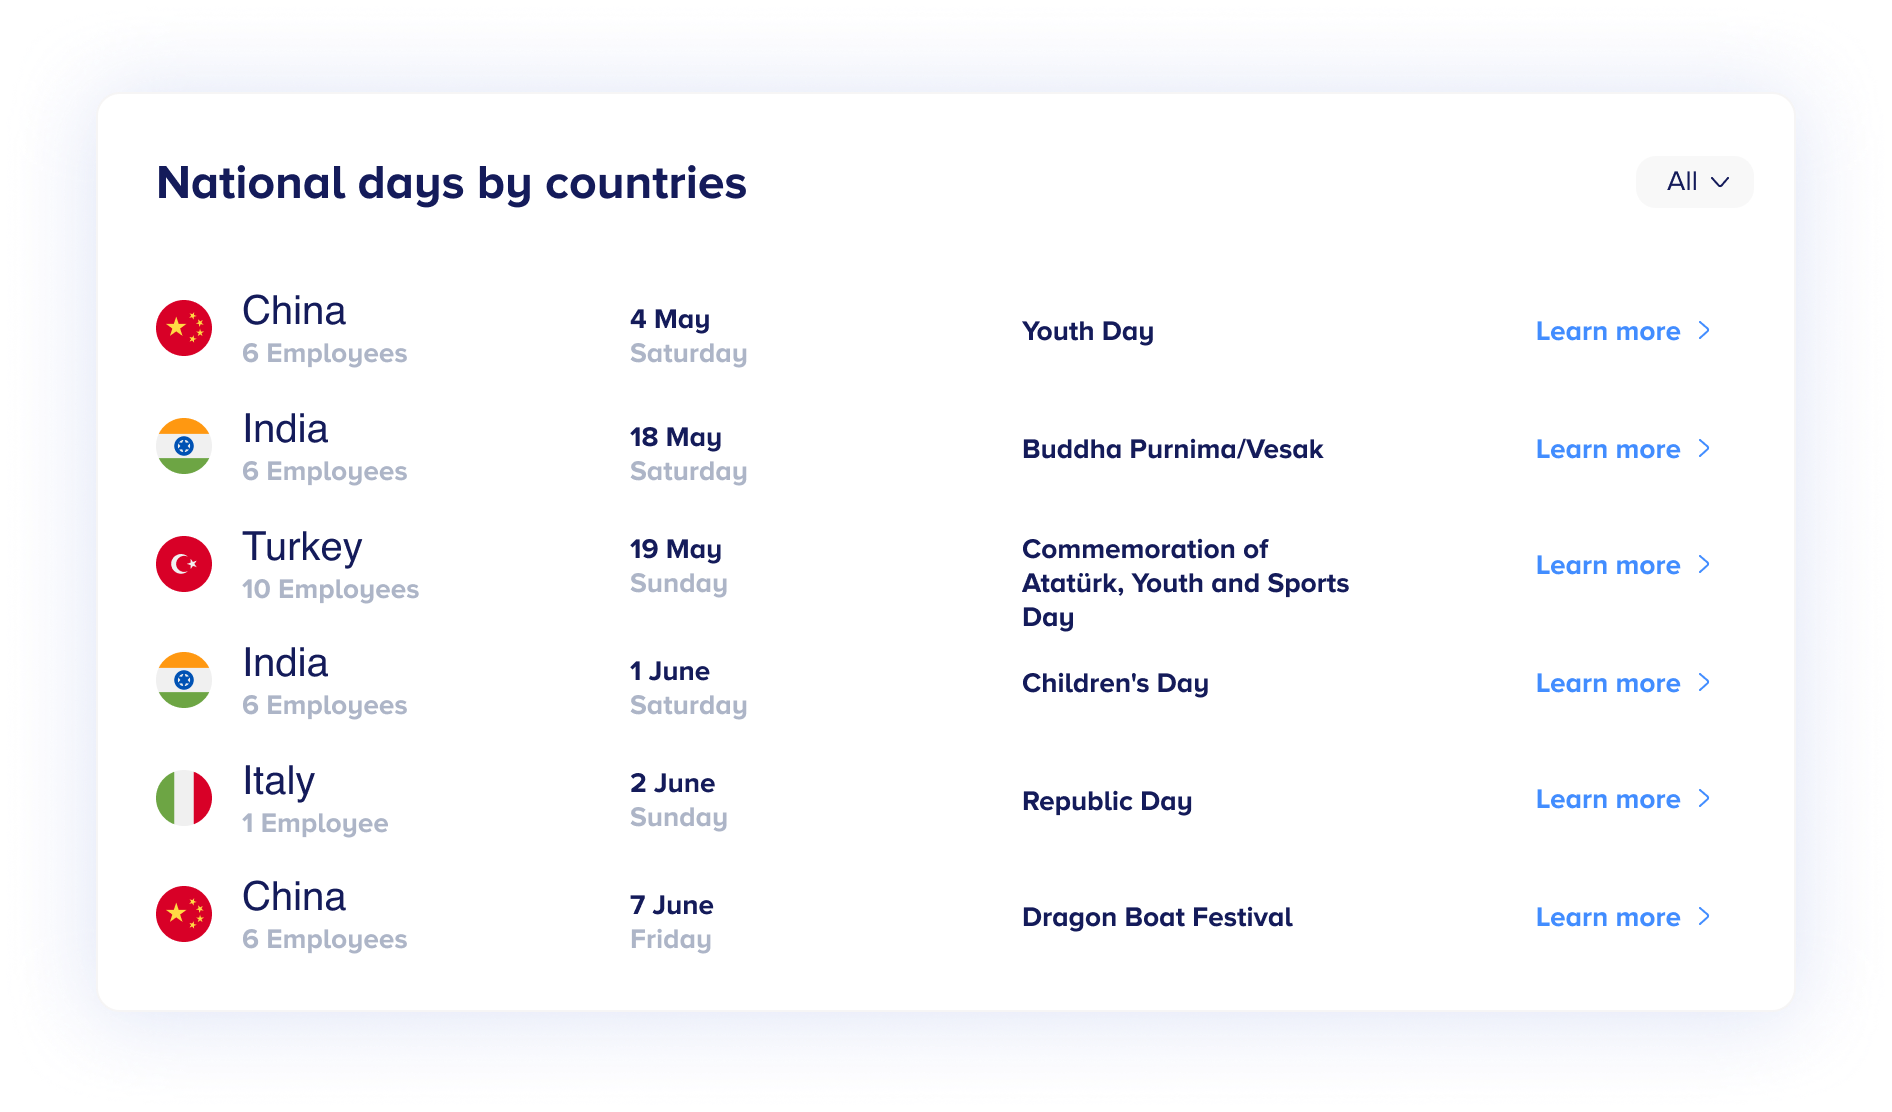 National days by countries
All
China
6 Employees
4 May
Saturday
Youth Day
Learn more
India
6 Employees
18 May
Saturday
Buddha Purnima/Vesak
Learn more
Turkey
10 Employees
19 May
Sunday
Commemoration of
Atatürk, Youth and Sports
Day
Learn more
India
6 Employees
1 June
Saturday
Children's Day
Learn more
Italy
1 Employee
2 June
Sunday
Republic Day
Learn more
China
6 Employees
7 June
Friday
Dragon Boat Festival
Learn more